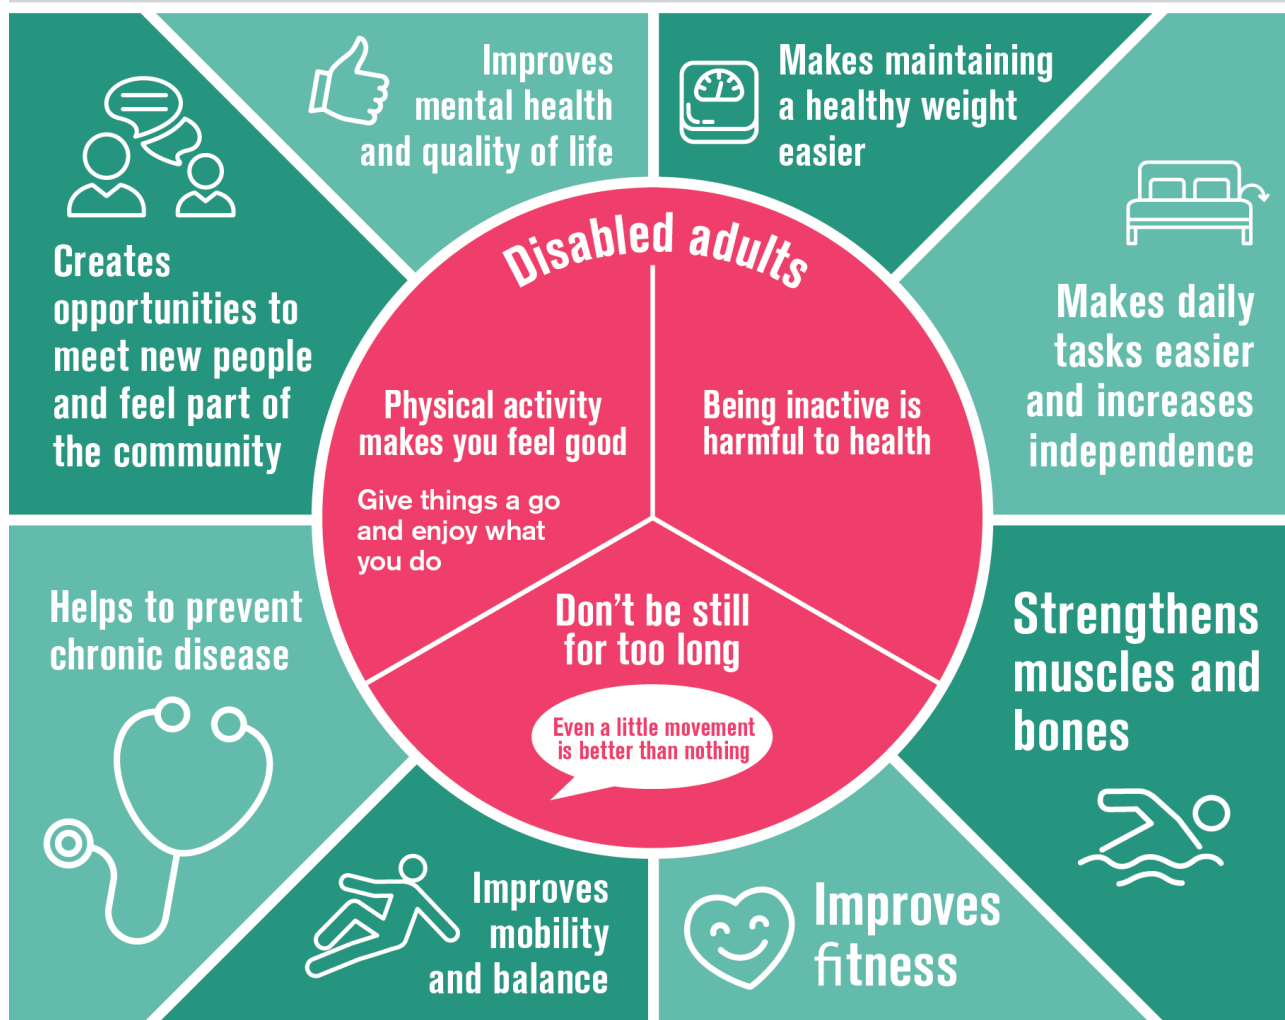 Improves
mental health
and quality of life
Makes maintaining
a healthy weight
easier
Creates
opportunities to
meet new people
and feel part of
the community
Makes daily
tasks easier
and increases
independence
Disabled adults
Physical activity
makes you feel good
Give things a go
and enjoy what
you do
Being inactive is
harmful to health
Don’t be still
for too long
Even a little movement
is better than nothing
Helps to prevent
chronic disease
Strengthens
muscles and
bones
Improves
mobility
and balance
Improves
fitness